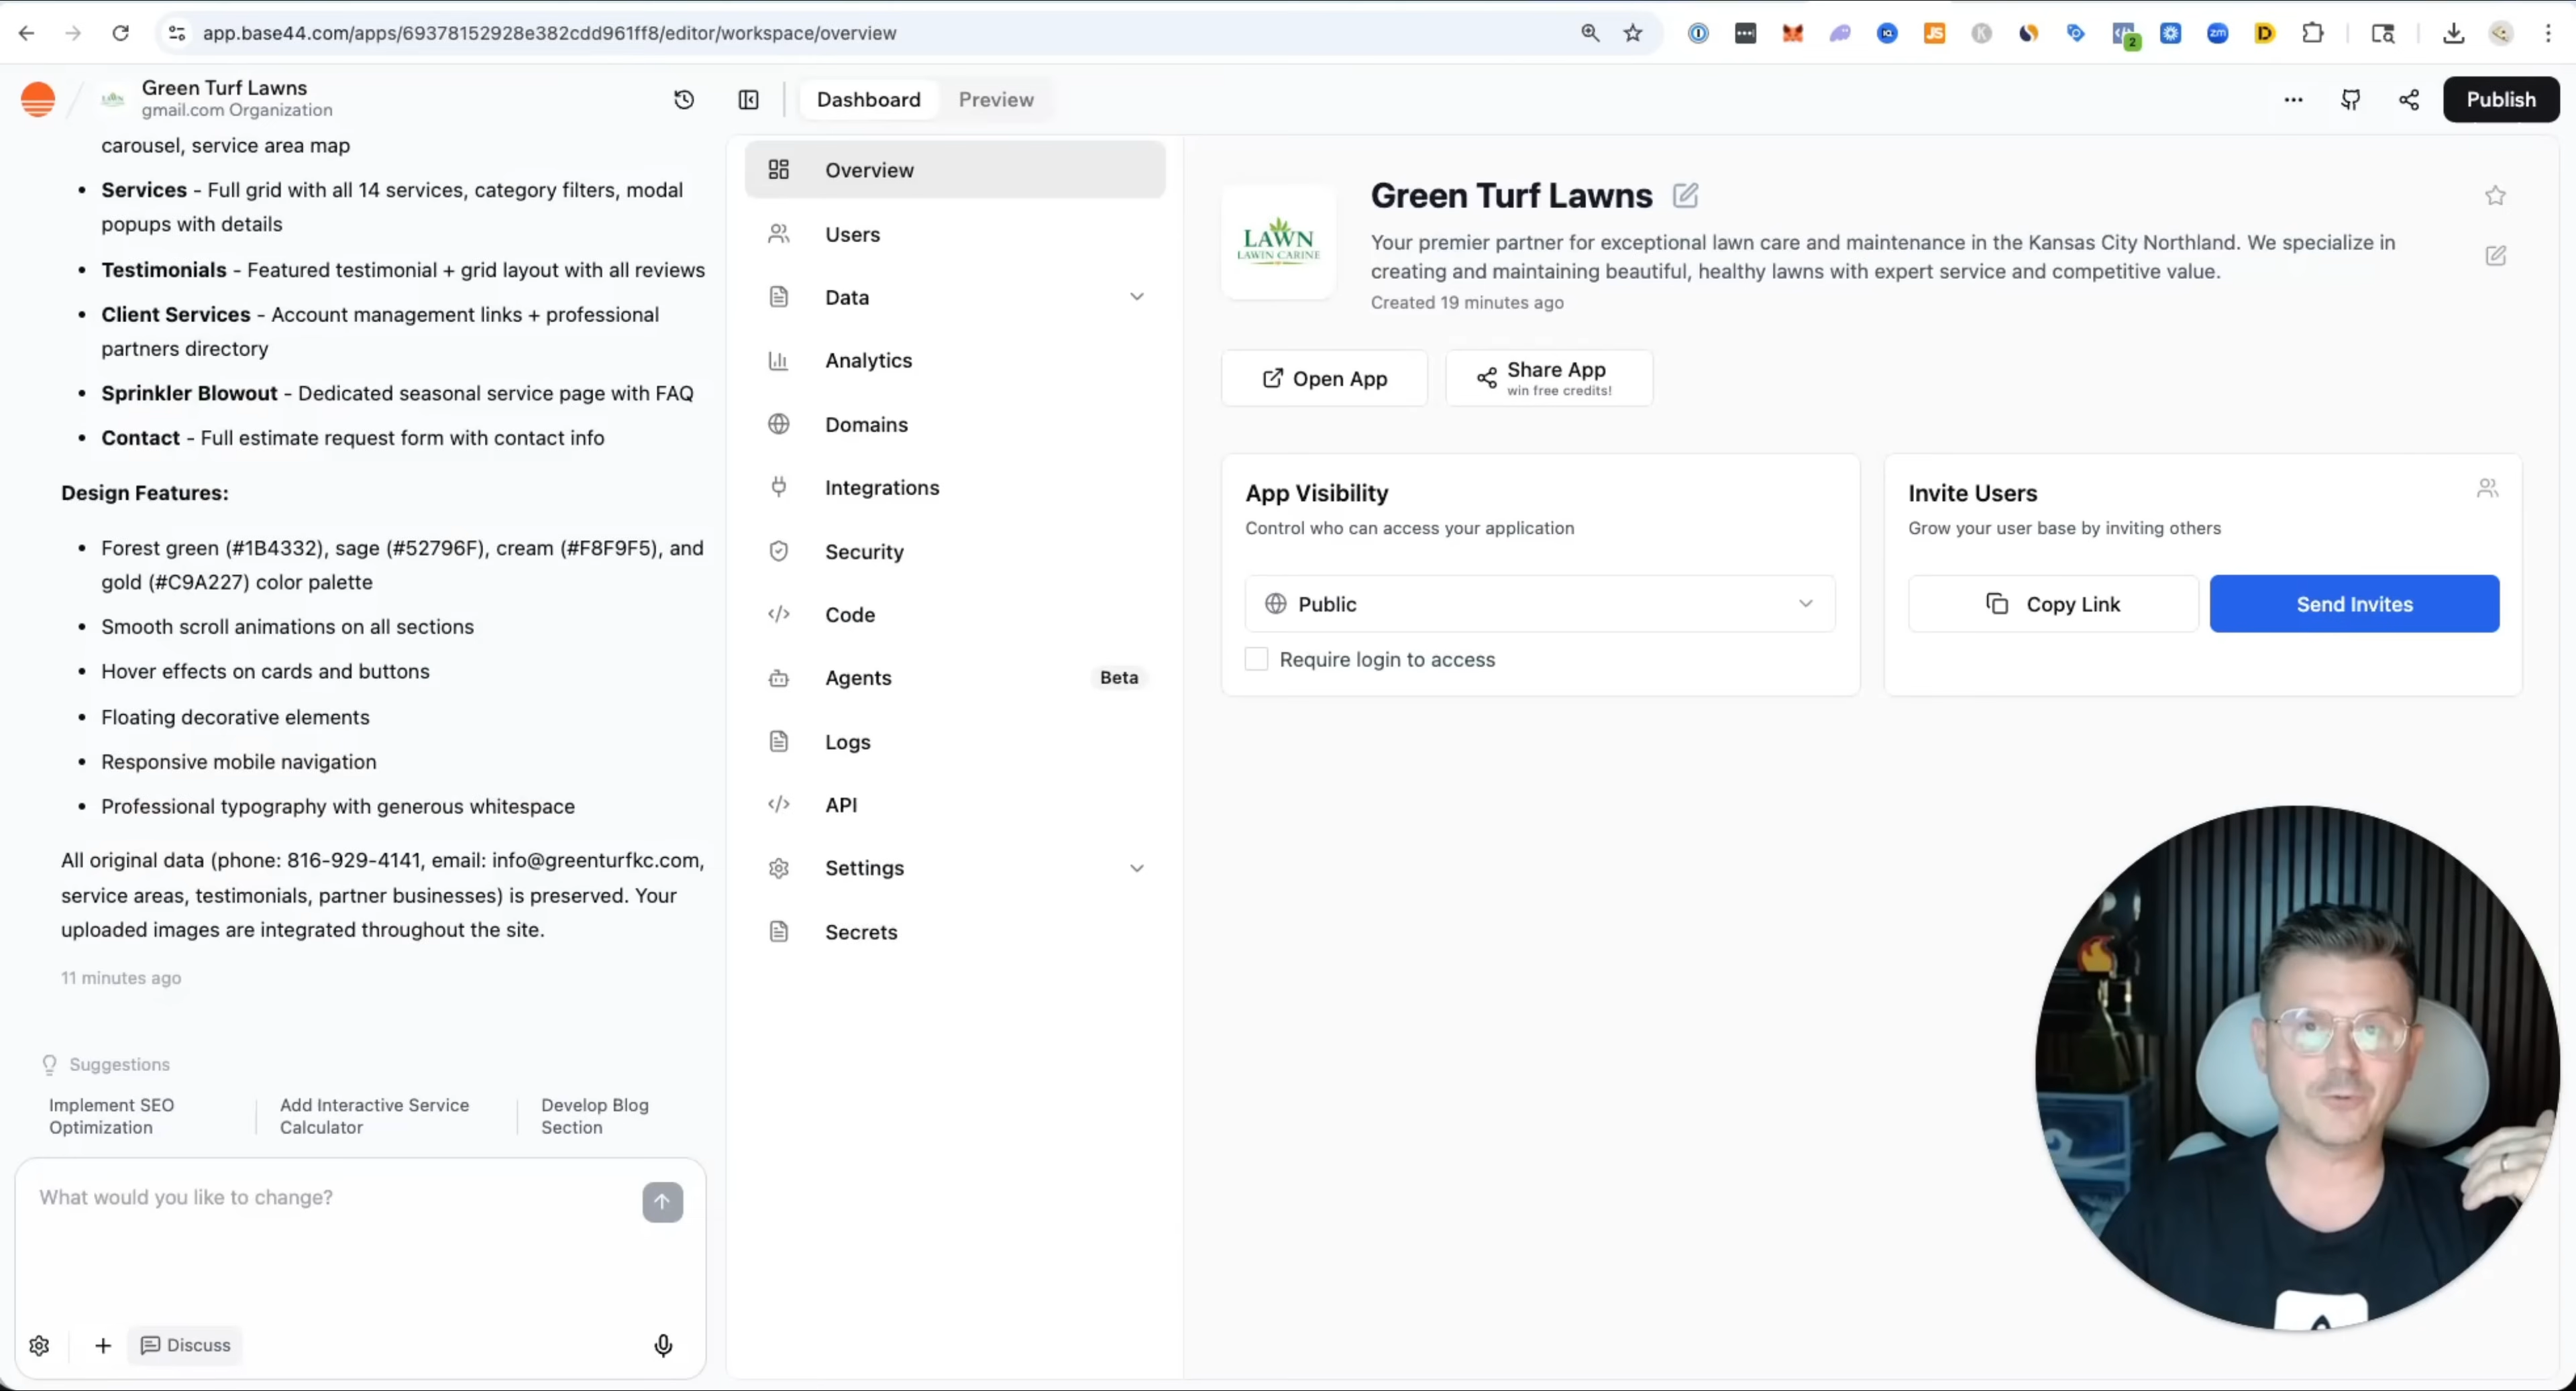 app.base44.com/apps/69378152928e382cdd961ff8/editor/workspace/overview
JS
K
2
zm
D
Green Turf Lawns
gmail.com Organization
Dashboard
Preview
Publish
carousel, service area map
• Services - Full grid with all 14 services, category filters, modal
popups with details
• Testimonials - Featured testimonial + grid layout with all reviews
• Client Services - Account management links + professional
partners directory
• Sprinkler Blowout - Dedicated seasonal service page with FAQ
• Contact - Full estimate request form with contact info
Design Features:
• Forest green (#1B4332), sage (#52796F), cream (#F8F9F5), and
gold (#C9A227) color palette
• Smooth scroll animations on all sections
• Hover effects on cards and buttons
• Floating decorative elements
• Responsive mobile navigation
• Professional typography with generous whitespace
All original data (phone: 816-929-4141, email: info@greenturfkc.com,
service areas, testimonials, partner businesses) is preserved. Your
uploaded images are integrated throughout the site.
11 minutes ago
Suggestions
Implement SEO
Optimization
Add Interactive Service
Calculator
Develop Blog
Section
What would you like to change?
Discuss
Overview
Users
Data
Analytics
Domains
Integrations
Security
Code
Agents
Beta
Logs
API
Settings
Secrets
LAWN
LAWIN CARINE
Green Turf Lawns
Your premier partner for exceptional lawn care and maintenance in the Kansas City Northland. We specialize in
creating and maintaining beautiful, healthy lawns with expert service and competitive value.
Created 19 minutes ago
Open App
Share App
win free credits!
App Visibility
Control who can access your application
Public
Require login to access
Invite Users
Grow your user base by inviting others
Copy Link
Send Invites